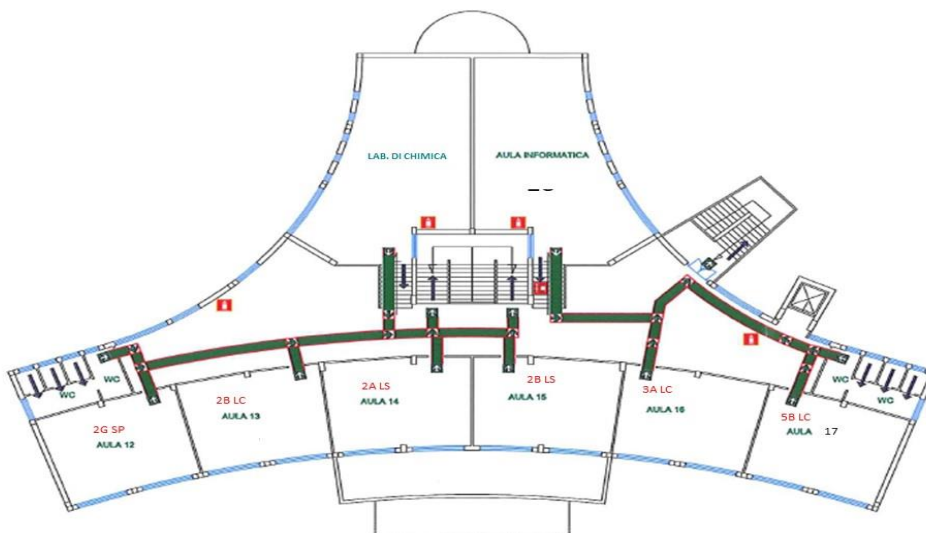 LAB. DI CHIMICA
AULA INFORMATICA
WC
WC
WC
WC
2G SP
AULA 12
2B LC
AULA 13
2A LS
AULA 14
2B LS
AULA 15
3A LC
AULA 16
5B LC
AULA 17